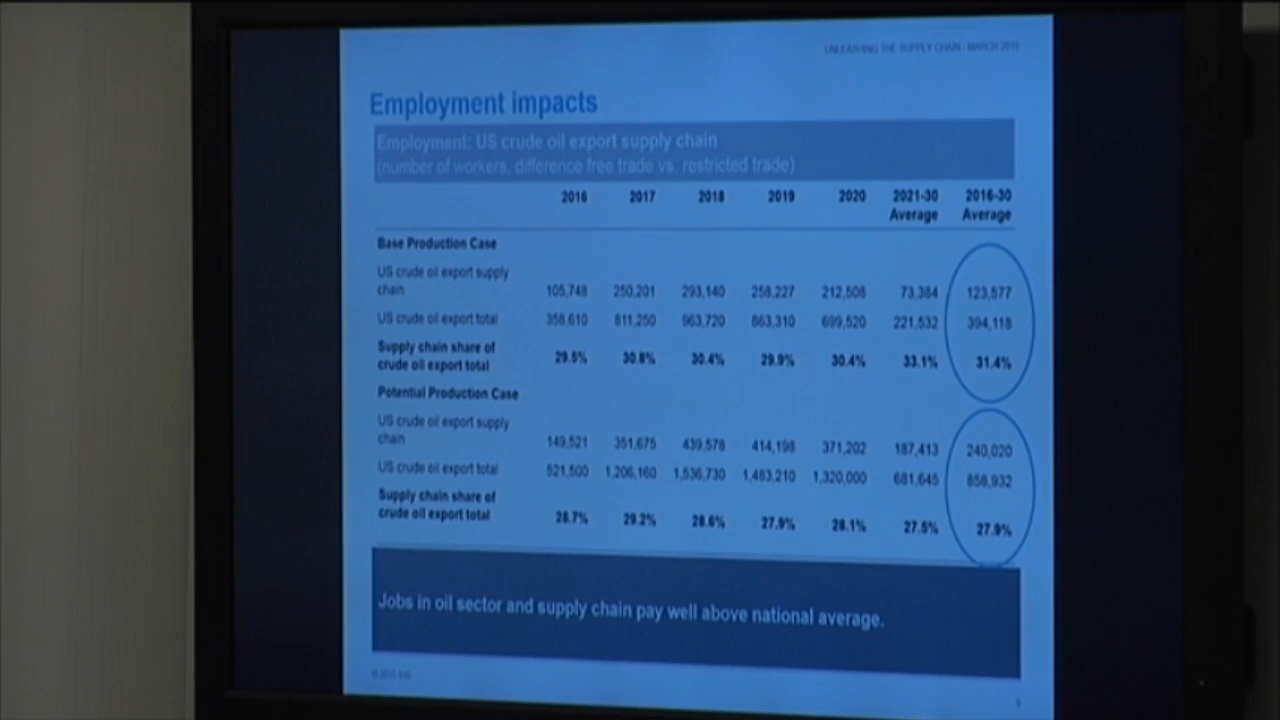 UNLEASHING THE SUPPLY CHAIN / MARCH 2015
Employment impacts
Employment: US crude oil export supply chain
(number of workers, difference free trade vs. restricted trade)
2016 2017 2018 2019 2020 2021-30 2016-30
Average Average
Base Production Case
US crude oil export supply
chain 105,748 250,201 293,140 258,227 212,508 73,384 123,577
US crude oil export total 358,610 811,250 963,720 863,310 699,520 221,532 394,118
Supply chain share of
crude oil export total 29.5% 30.8% 30.4% 29.9% 30.4% 33.1% 31.4%
Potential Production Case
US crude oil export supply
chain 149,521 351,675 439,578 414,198 371,202 187,413 240,020
US crude oil export total 521,500 1,206,160 1,536,730 1,483,210 1,320,000 681,645 858,932
Supply chain share of
crude oil export total 28.7% 29.2% 28.6% 27.9% 28.1% 27.5% 27.9%
Jobs in oil sector and supply chain pay well above national average.
© 2015 IHS